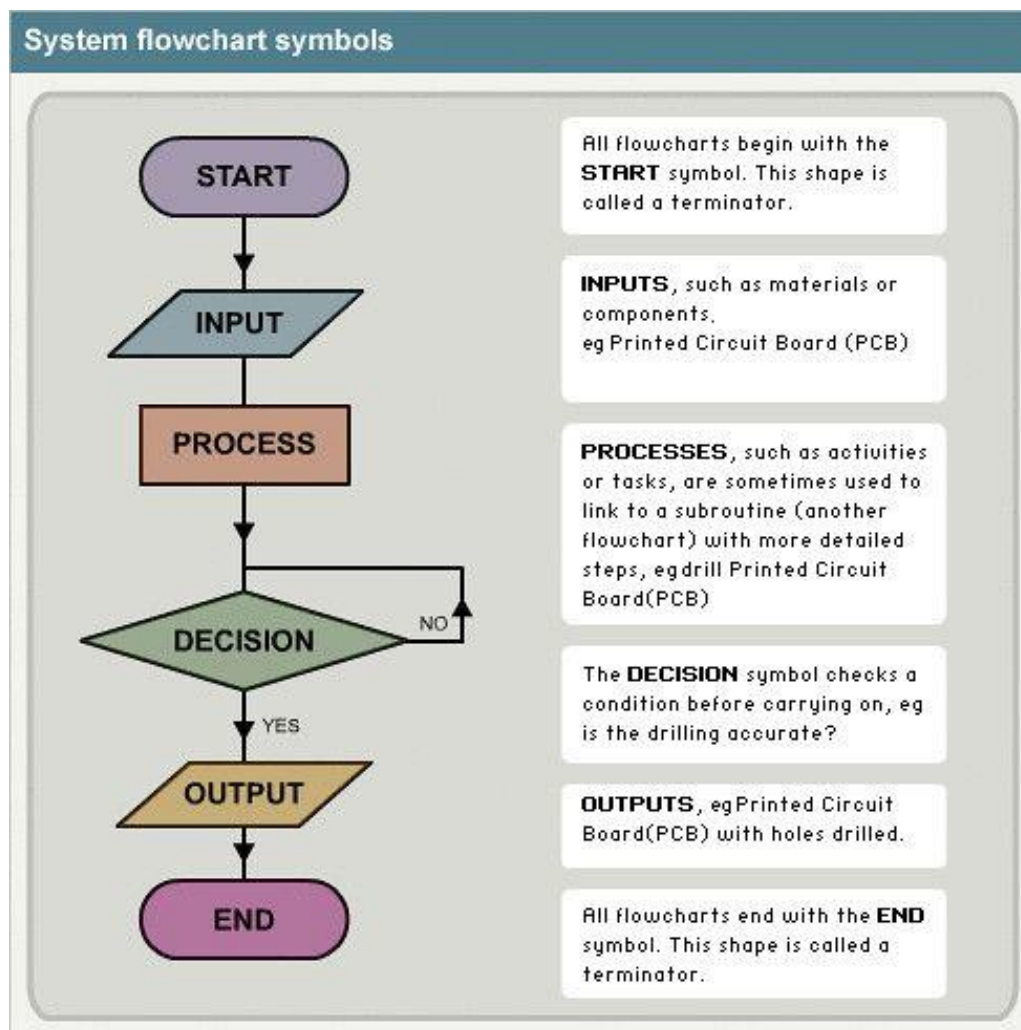 System flowchart symbols
START
All flowcharts begin with the
START symbol. This shape is
called a terminator.
INPUT
INPUTS, such as materials or
components.
eg Printed Circuit Board (PCB)
PROCESS
PROCESSES, such as activities
or tasks, are sometimes used to
link to a subroutine (another
flowchart) with more detailed
steps, eg drill Printed Circuit
Board(PCB)
DECISION
NO
YES
The DECISION symbol checks a
condition before carrying on, eg
is the drilling accurate?
OUTPUT
OUTPUTS, eg Printed Circuit
Board(PCB) with holes drilled.
END
All flowcharts end with the END
symbol. This shape is called a
terminator.